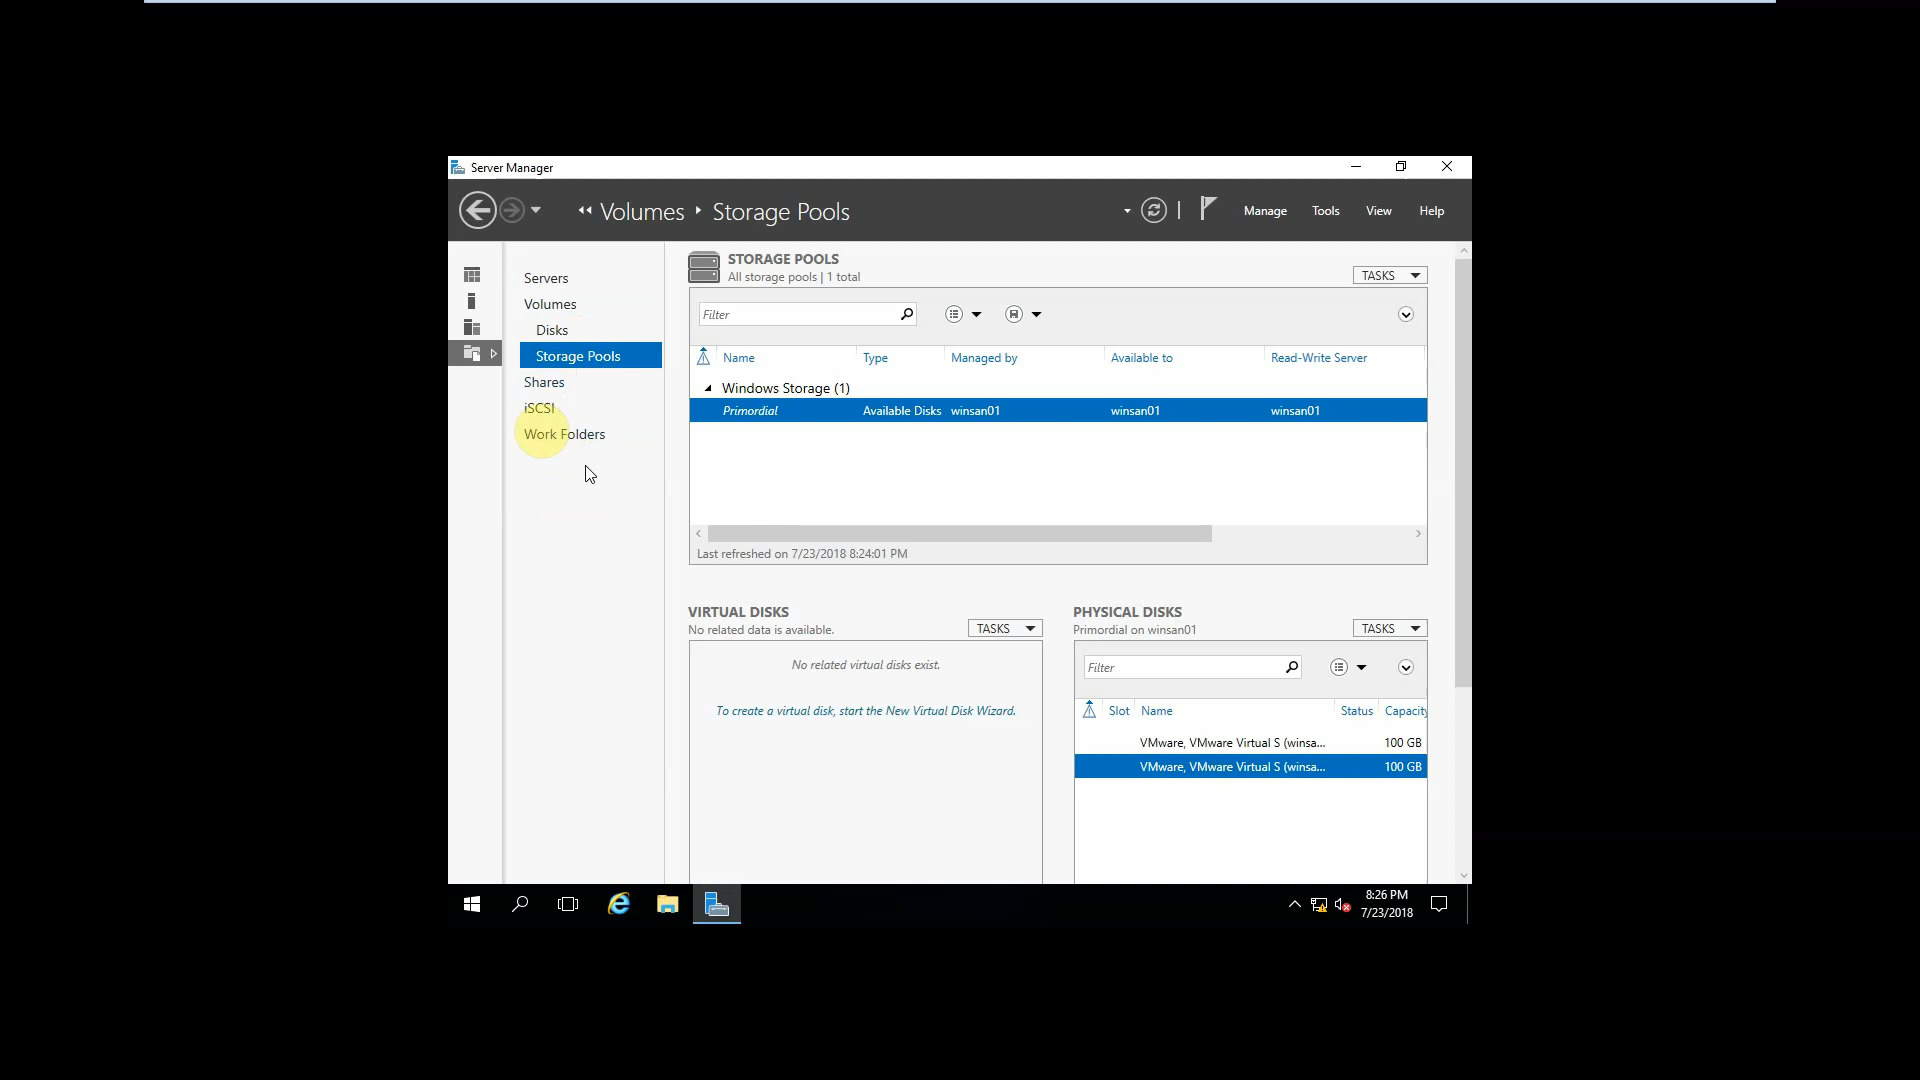 Server Manager
Volumes Storage Pools
Manage Tools View Help
Servers
Volumes
Disks
Storage Pools
Shares
iSCSI
Work Folders
STORAGE POOLS
All storage pools | 1 total
TASKS
Filter
Name Type Managed by Available to Read-Write Server
Windows Storage (1)
Primordial Available Disks winsan01 winsan01 winsan01
Last refreshed on 7/23/2018 8:24:01 PM
VIRTUAL DISKS
No related data is available.
TASKS
No related virtual disks exist.
To create a virtual disk, start the New Virtual Disk Wizard.
PHYSICAL DISKS
Primordial on winsan01
TASKS
Filter
Slot Name Status Capacity
VMware, VMware Virtual S (winsa... 100 GB
VMware, VMware Virtual S (winsa... 100 GB
8:26 PM
7/23/2018